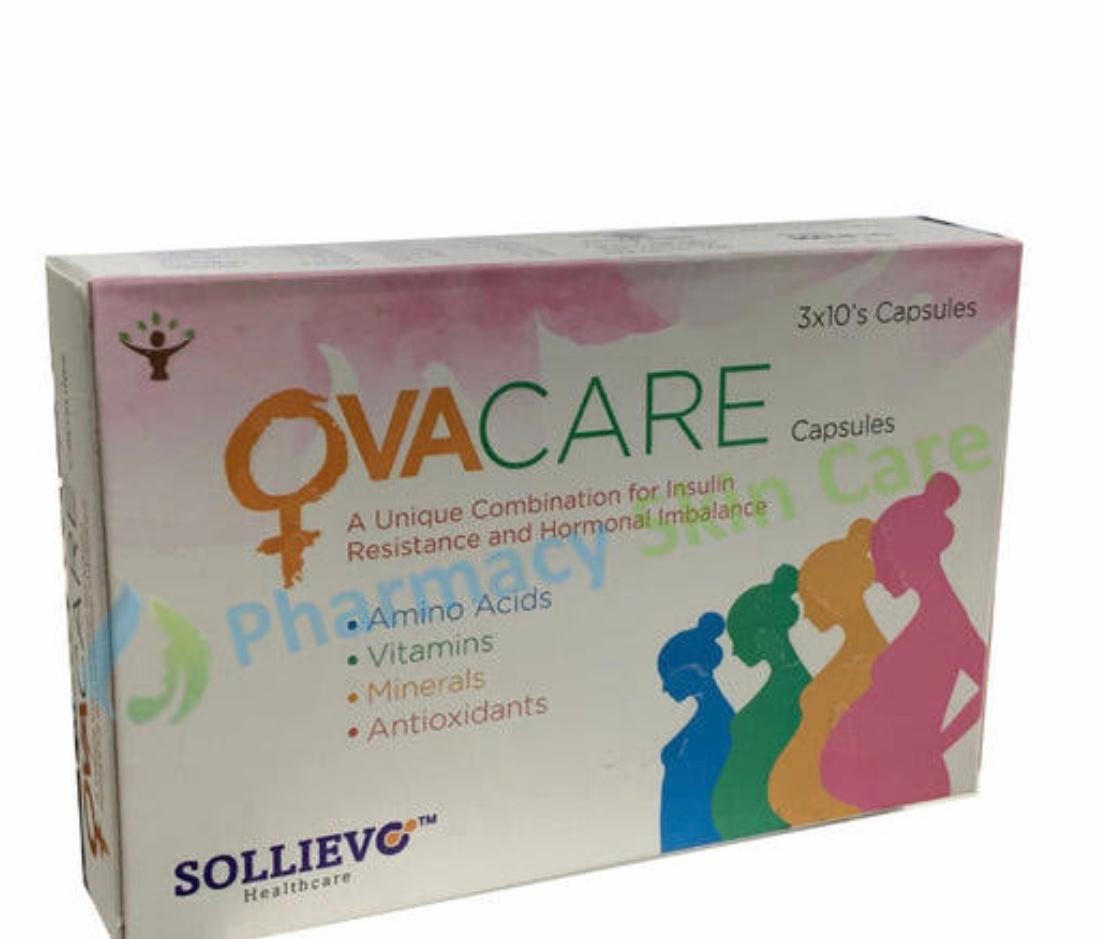 3x10's Capsules
OVACARE Capsules
A Unique Combination for Insulin
Resistance and Hormonal Imbalance
Pharmacy Skin Care
• Amino Acids
• Vitamins
• Minerals
• Antioxidants
SOLLIEVO™
Healthcare